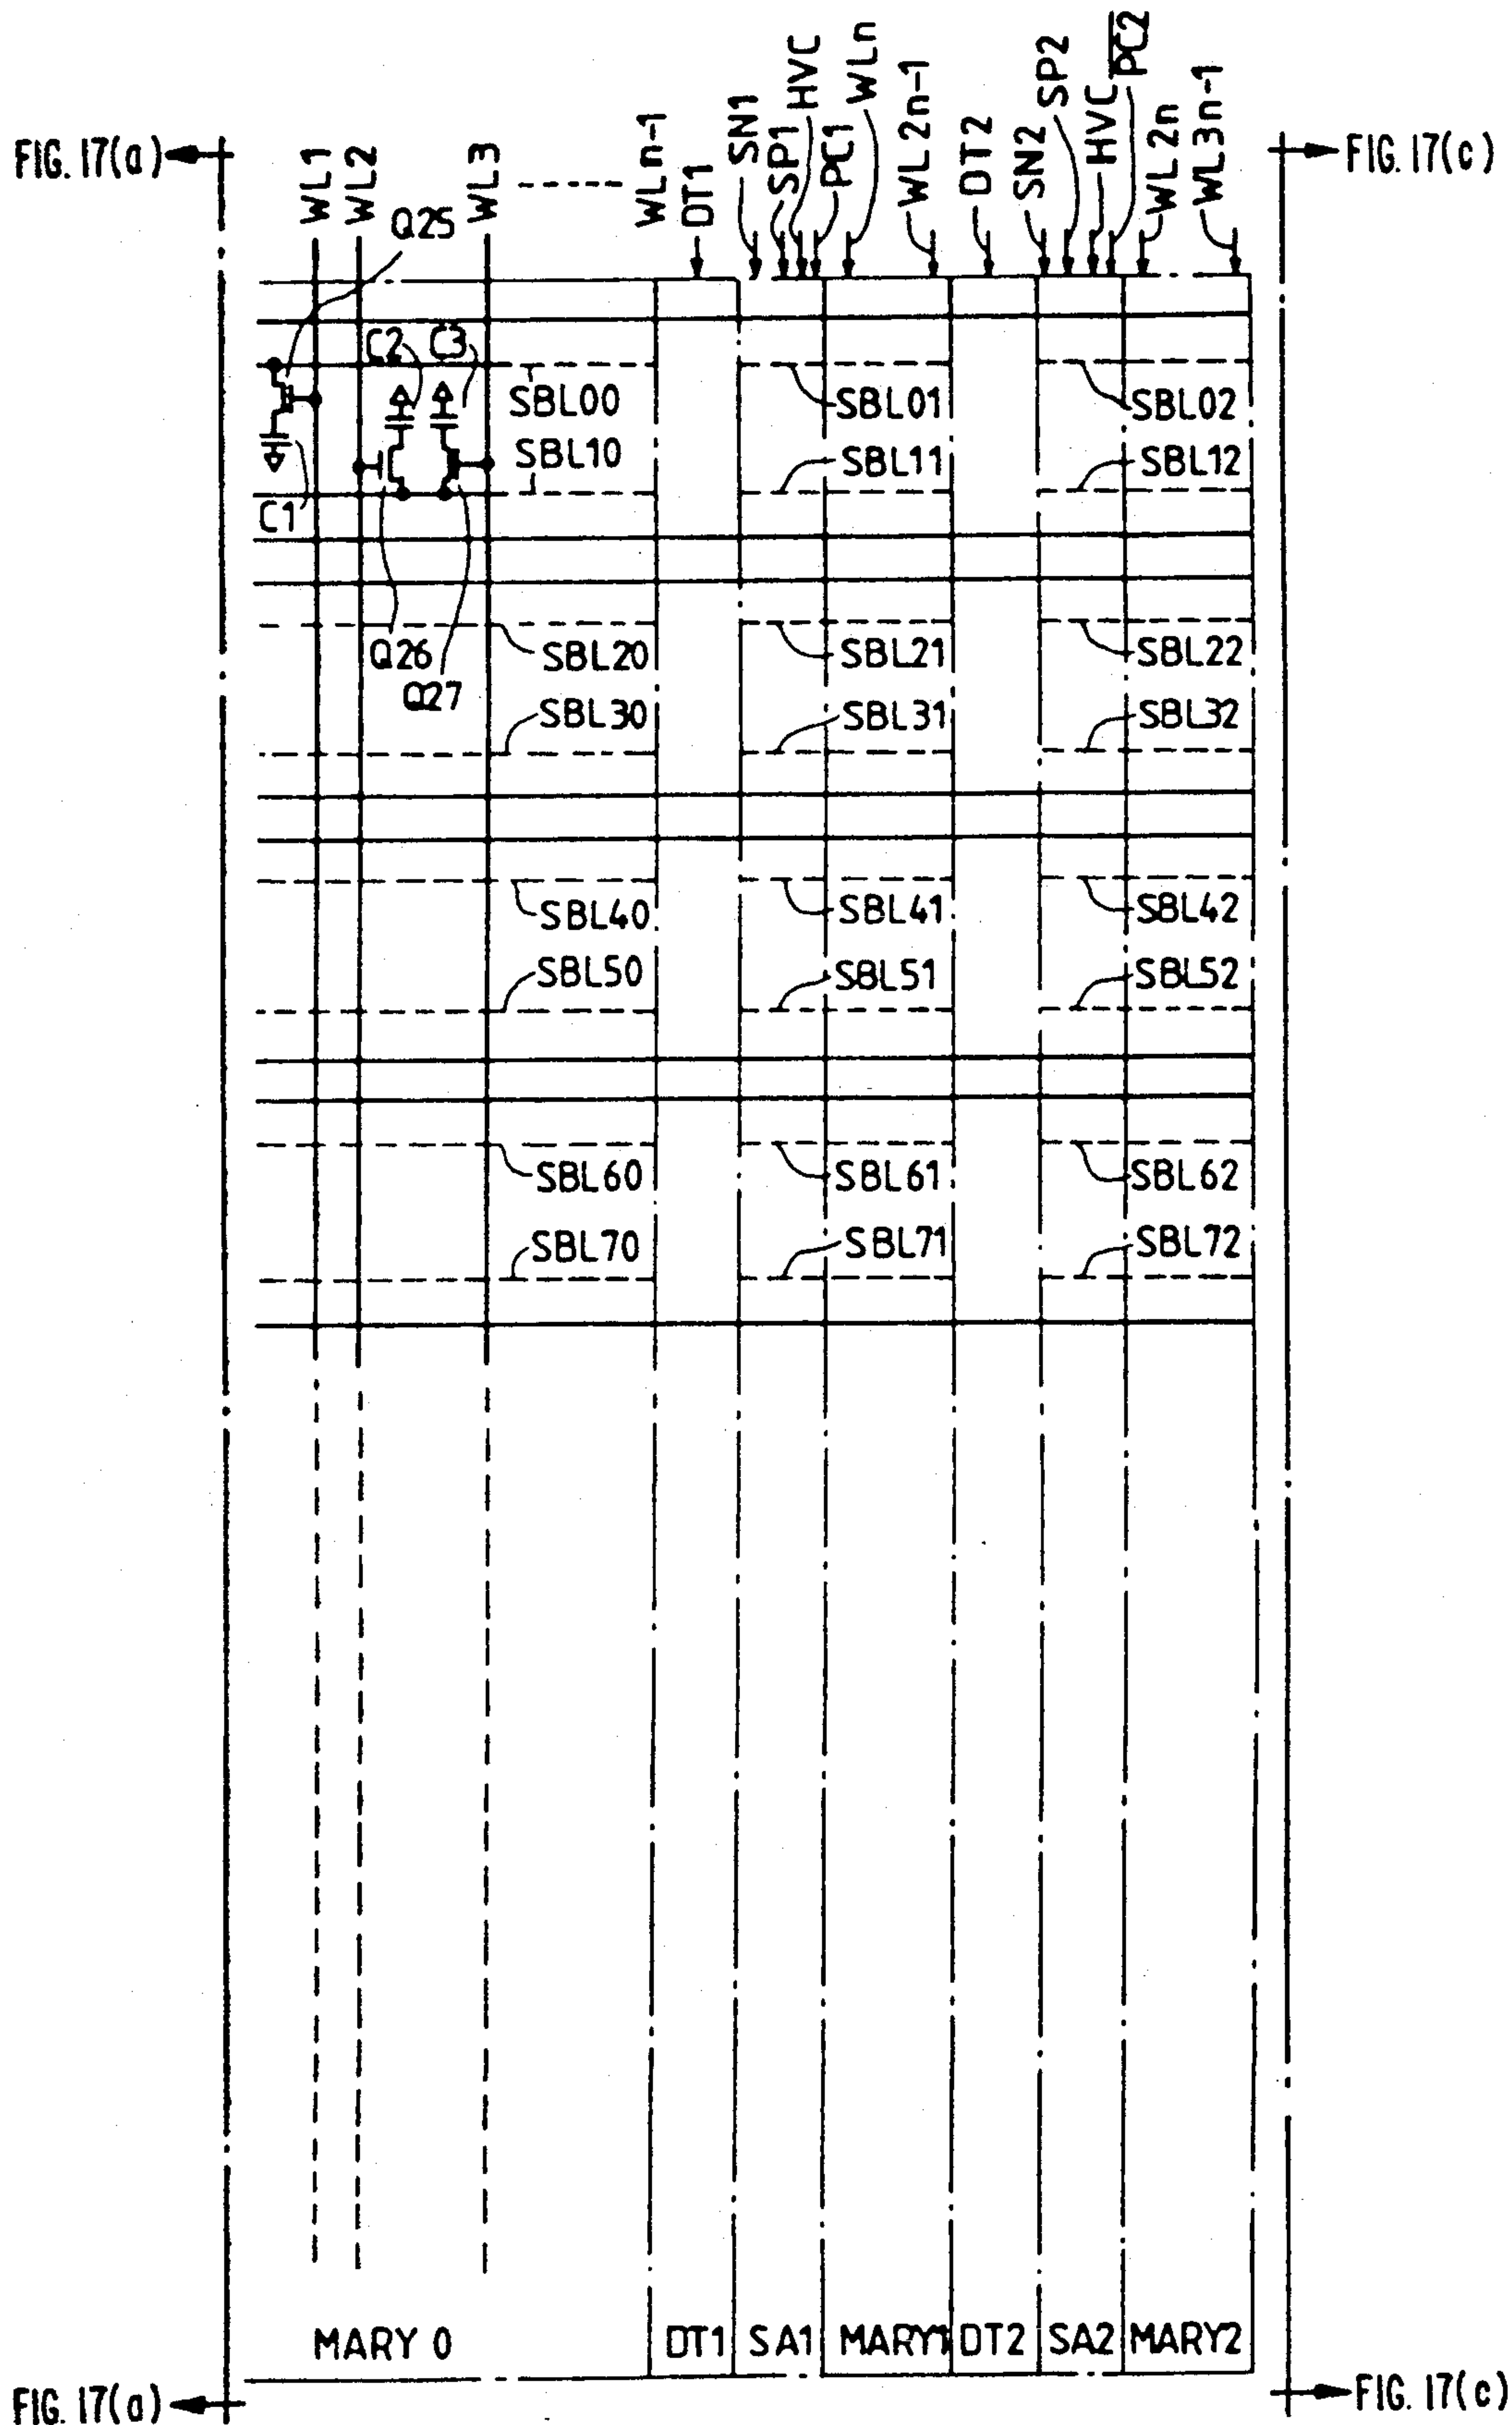 FIG. 17(a)
WL1
WL2
WL3
WLn-1
DT1
SN1
SP1
HVC
PC1
WLn
WL2n-1
DT2
SN2
SP2
HVC
PC2
WL2n
WL3n-1
FIG. 17(c)
Q25
C2
C3
SBL00
SBL01
SBL02
SBL10
SBL11
SBL12
C1
Q26
Q27
SBL20
SBL21
SBL22
SBL30
SBL31
SBL32
SBL40
SBL41
SBL42
SBL50
SBL51
SBL52
SBL60
SBL61
SBL62
SBL70
SBL71
SBL72
MARY 0
DT1
SA1
MARY1
DT2
SA2
MARY2
FIG. 17(a)
FIG. 17(c)